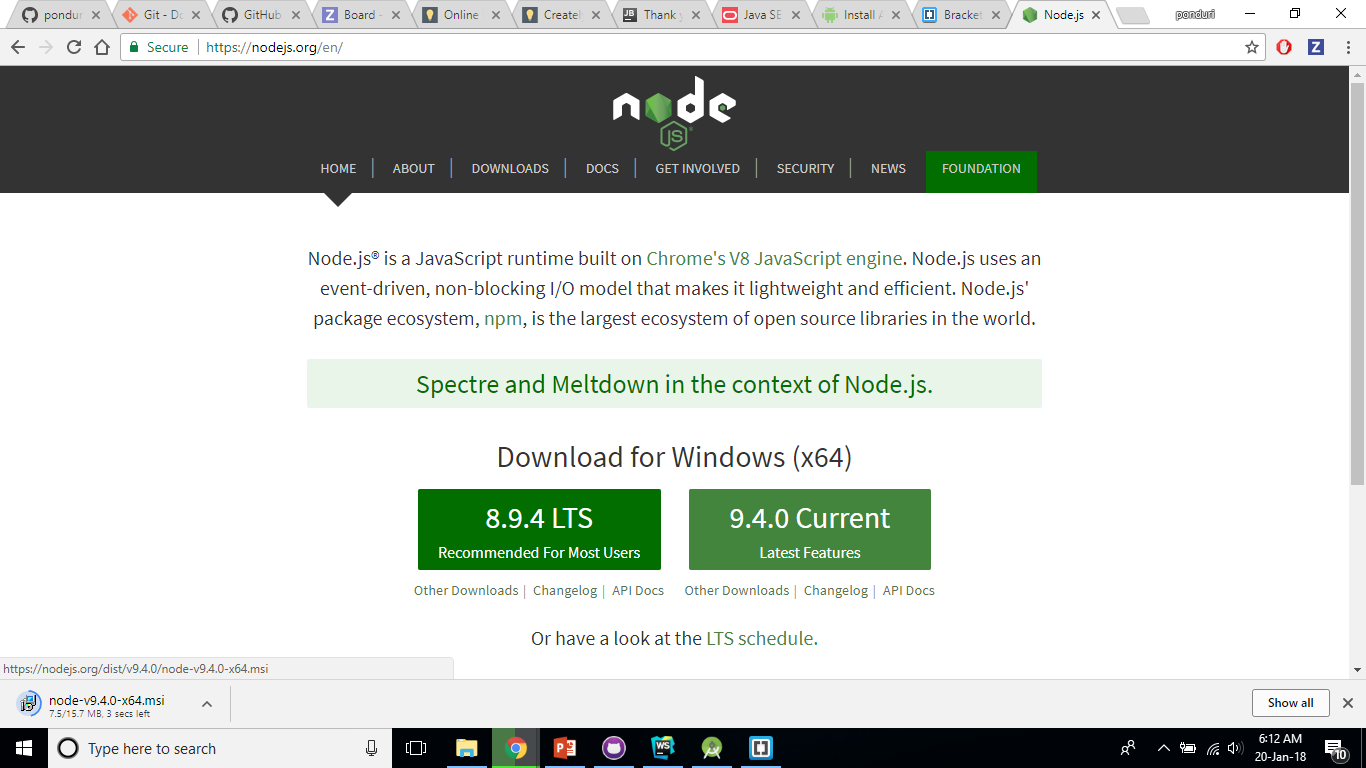 pondur
Git - Do
GitHub
Board -
Online
Create
Thank y
Java SE
Install A
Bracket
Node.js
ponduri
Secure
https://nodejs.org/en/
node
JS
HOME
ABOUT
DOWNLOADS
DOCS
GET INVOLVED
SECURITY
NEWS
FOUNDATION
Node.js® is a JavaScript runtime built on Chrome's V8 JavaScript engine. Node.js uses an
event-driven, non-blocking I/O model that makes it lightweight and efficient. Node.js'
package ecosystem, npm, is the largest ecosystem of open source libraries in the world.
Spectre and Meltdown in the context of Node.js.
Download for Windows (x64)
8.9.4 LTS
Recommended For Most Users
9.4.0 Current
Latest Features
Other Downloads | Changelog | API Docs
Other Downloads | Changelog | API Docs
Or have a look at the LTS schedule.
https://nodejs.org/dist/v9.4.0/node-v9.4.0-x64.msi
node-v9.4.0-x64.msi
7.5/15.7 MB, 3 secs left
Show all
Type here to search
6:12 AM
20-Jan-18
10